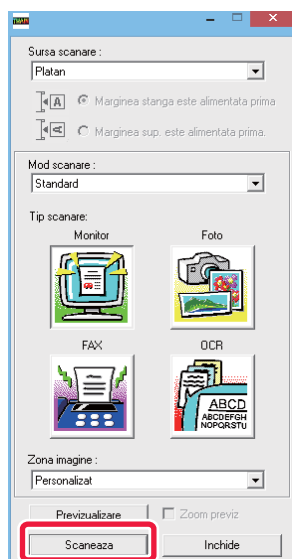 TWAIN
Sursa scanare :
Platan
A Marginea stanga este alimentata prima
A Marginea sup. este alimentata prima.
Mod scanare :
Standard
Tip scanare:
Monitor Foto
FAX OCR
ABCD
ABCDEFGH
NOPQRSTU
Zona imagine :
Personalizat
Previzualizare Zoom previz
Scaneaza Inchide